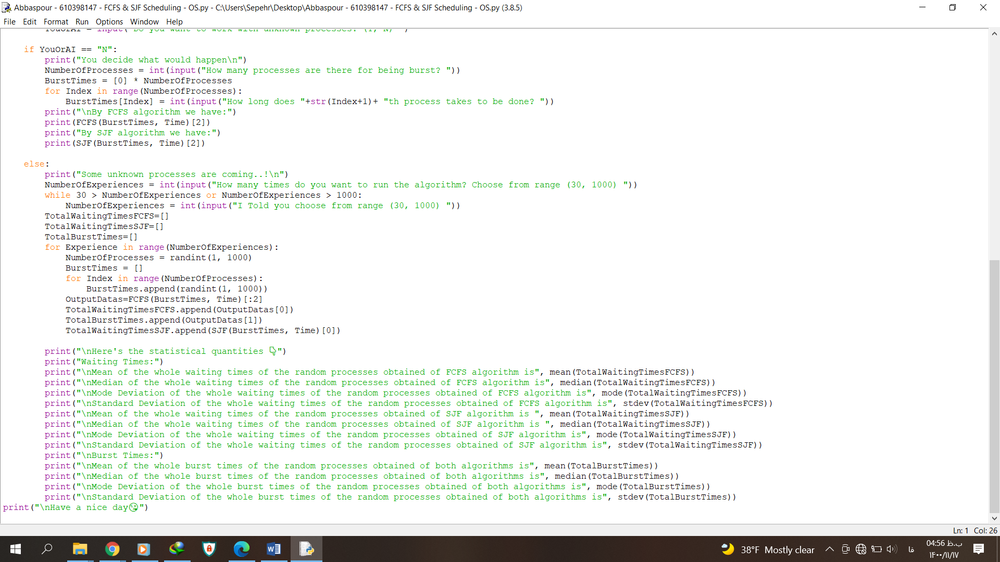 Abbaspour - 610398147 - FCFS & SJF Scheduling - OS.py - C:\Users\Sepehr\Desktop\Abbaspour - 610398147 - FCFS & SJF Scheduling - OS.py (3.8.5)
File Edit Format Run Options Window Help
YouOrAI = input("Do you want to work with unknown processes? (Y, N) ")
if YouOrAI == "N":
print("You decide what would happen\n")
NumberOfProcesses = int(input("How many processes are there for being burst? "))
BurstTimes = [0] * NumberOfProcesses
for Index in range(NumberOfProcesses):
BurstTimes[Index] = int(input("How long does "+str(Index+1)+ "th process takes to be done? "))
print("\nBy FCFS algorithm we have:")
print(FCFS(BurstTimes, Time)[2])
print("By SJF algorithm we have:")
print(SJF(BurstTimes, Time)[2])
else:
print("Some unknown processes are coming..!\n")
NumberOfExperiences = int(input("How many times do you want to run the algorithm? Choose from range (30, 1000) "))
while 30 > NumberOfExperiences or NumberOfExperiences > 1000:
NumberOfExperiences = int(input("I Told you choose from range (30, 1000) "))
TotalWaitingTimesFCFS=[]
TotalWaitingTimesSJF=[]
TotalBurstTimes=[]
for Experience in range(NumberOfExperiences):
NumberOfProcesses = randint(1, 1000)
BurstTimes = []
for Index in range(NumberOfProcesses):
BurstTimes.append(randint(1, 1000))
OutputDatas=FCFS(BurstTimes, Time)[:2]
TotalWaitingTimesFCFS.append(OutputDatas[0])
TotalBurstTimes.append(OutputDatas[1])
TotalWaitingTimesSJF.append(SJF(BurstTimes, Time)[0])
print("\nHere's the statistical quantities 👇")
print("Waiting Times:")
print("\nMean of the whole waiting times of the random processes obtained of FCFS algorithm is", mean(TotalWaitingTimesFCFS))
print("\nMedian of the whole waiting times of the random processes obtained of FCFS algorithm is", median(TotalWaitingTimesFCFS))
print("\nMode Deviation of the whole waiting times of the random processes obtained of FCFS algorithm is", mode(TotalWaitingTimesFCFS))
print("\nStandard Deviation of the whole waiting times of the random processes obtained of FCFS algorithm is", stdev(TotalWaitingTimesFCFS))
print("\nMean of the whole waiting times of the random processes obtained of SJF algorithm is ", mean(TotalWaitingTimesSJF))
print("\nMedian of the whole waiting times of the random processes obtained of SJF algorithm is ", median(TotalWaitingTimesSJF))
print("\nMode Deviation of the whole waiting times of the random processes obtained of SJF algorithm is", mode(TotalWaitingTimesSJF))
print("\nStandard Deviation of the whole waiting times of the random processes obtained of SJF algorithm is", stdev(TotalWaitingTimesSJF))
print("\nBurst Times:")
print("\nMean of the whole burst times of the random processes obtained of both algorithms is", mean(TotalBurstTimes))
print("\nMedian of the whole burst times of the random processes obtained of both algorithms is", median(TotalBurstTimes))
print("\nMode Deviation of the whole burst times of the random processes obtained of both algorithms is", mode(TotalBurstTimes))
print("\nStandard Deviation of the whole burst times of the random processes obtained of both algorithms is", stdev(TotalBurstTimes))
print("\nHave a nice day😘")
Ln: 1 Col: 26
38°F Mostly clear فا 04:56 ب.ظ
۱۴۰۰/۱۱/۱۷